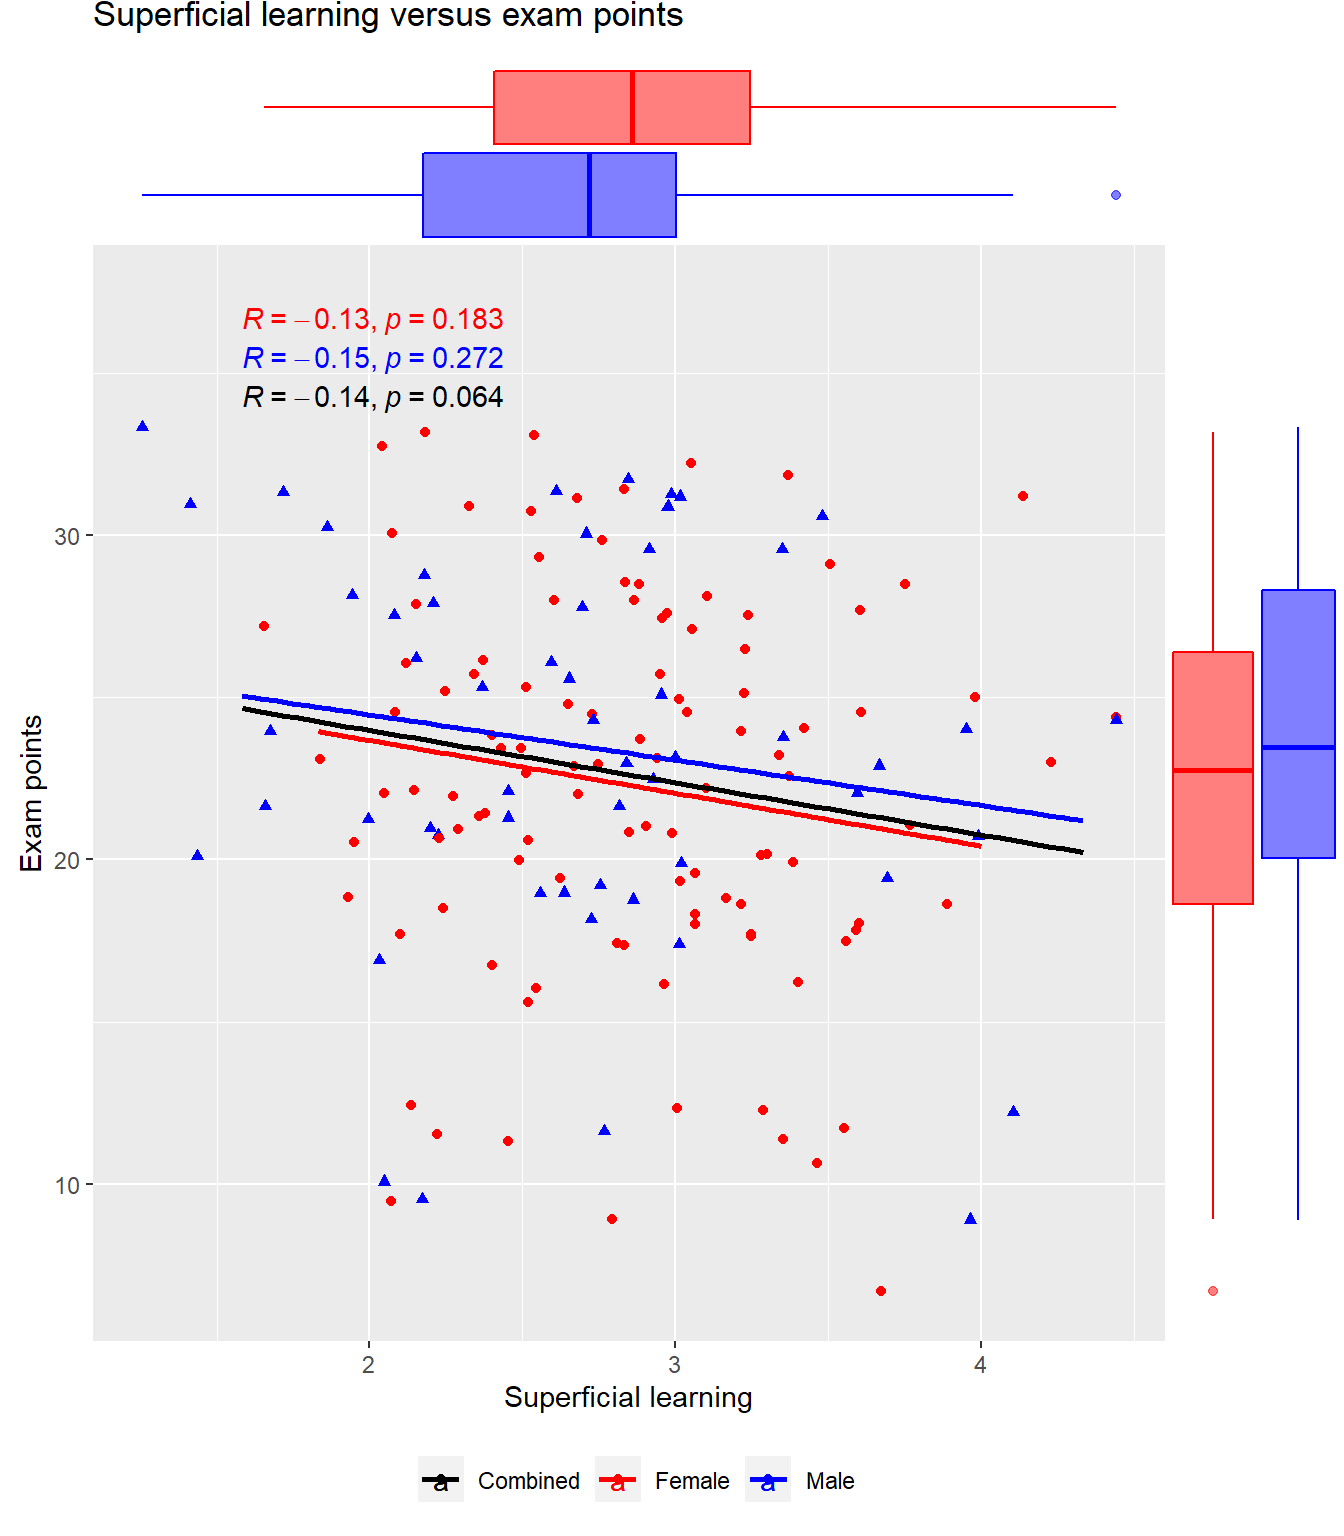 Superficial learning versus exam points
R = −0.13, p = 0.183
R = −0.15, p = 0.272
R = −0.14, p = 0.064
30
20
10
Exam points
2 3 4
Superficial learning
a Combined a Female a Male